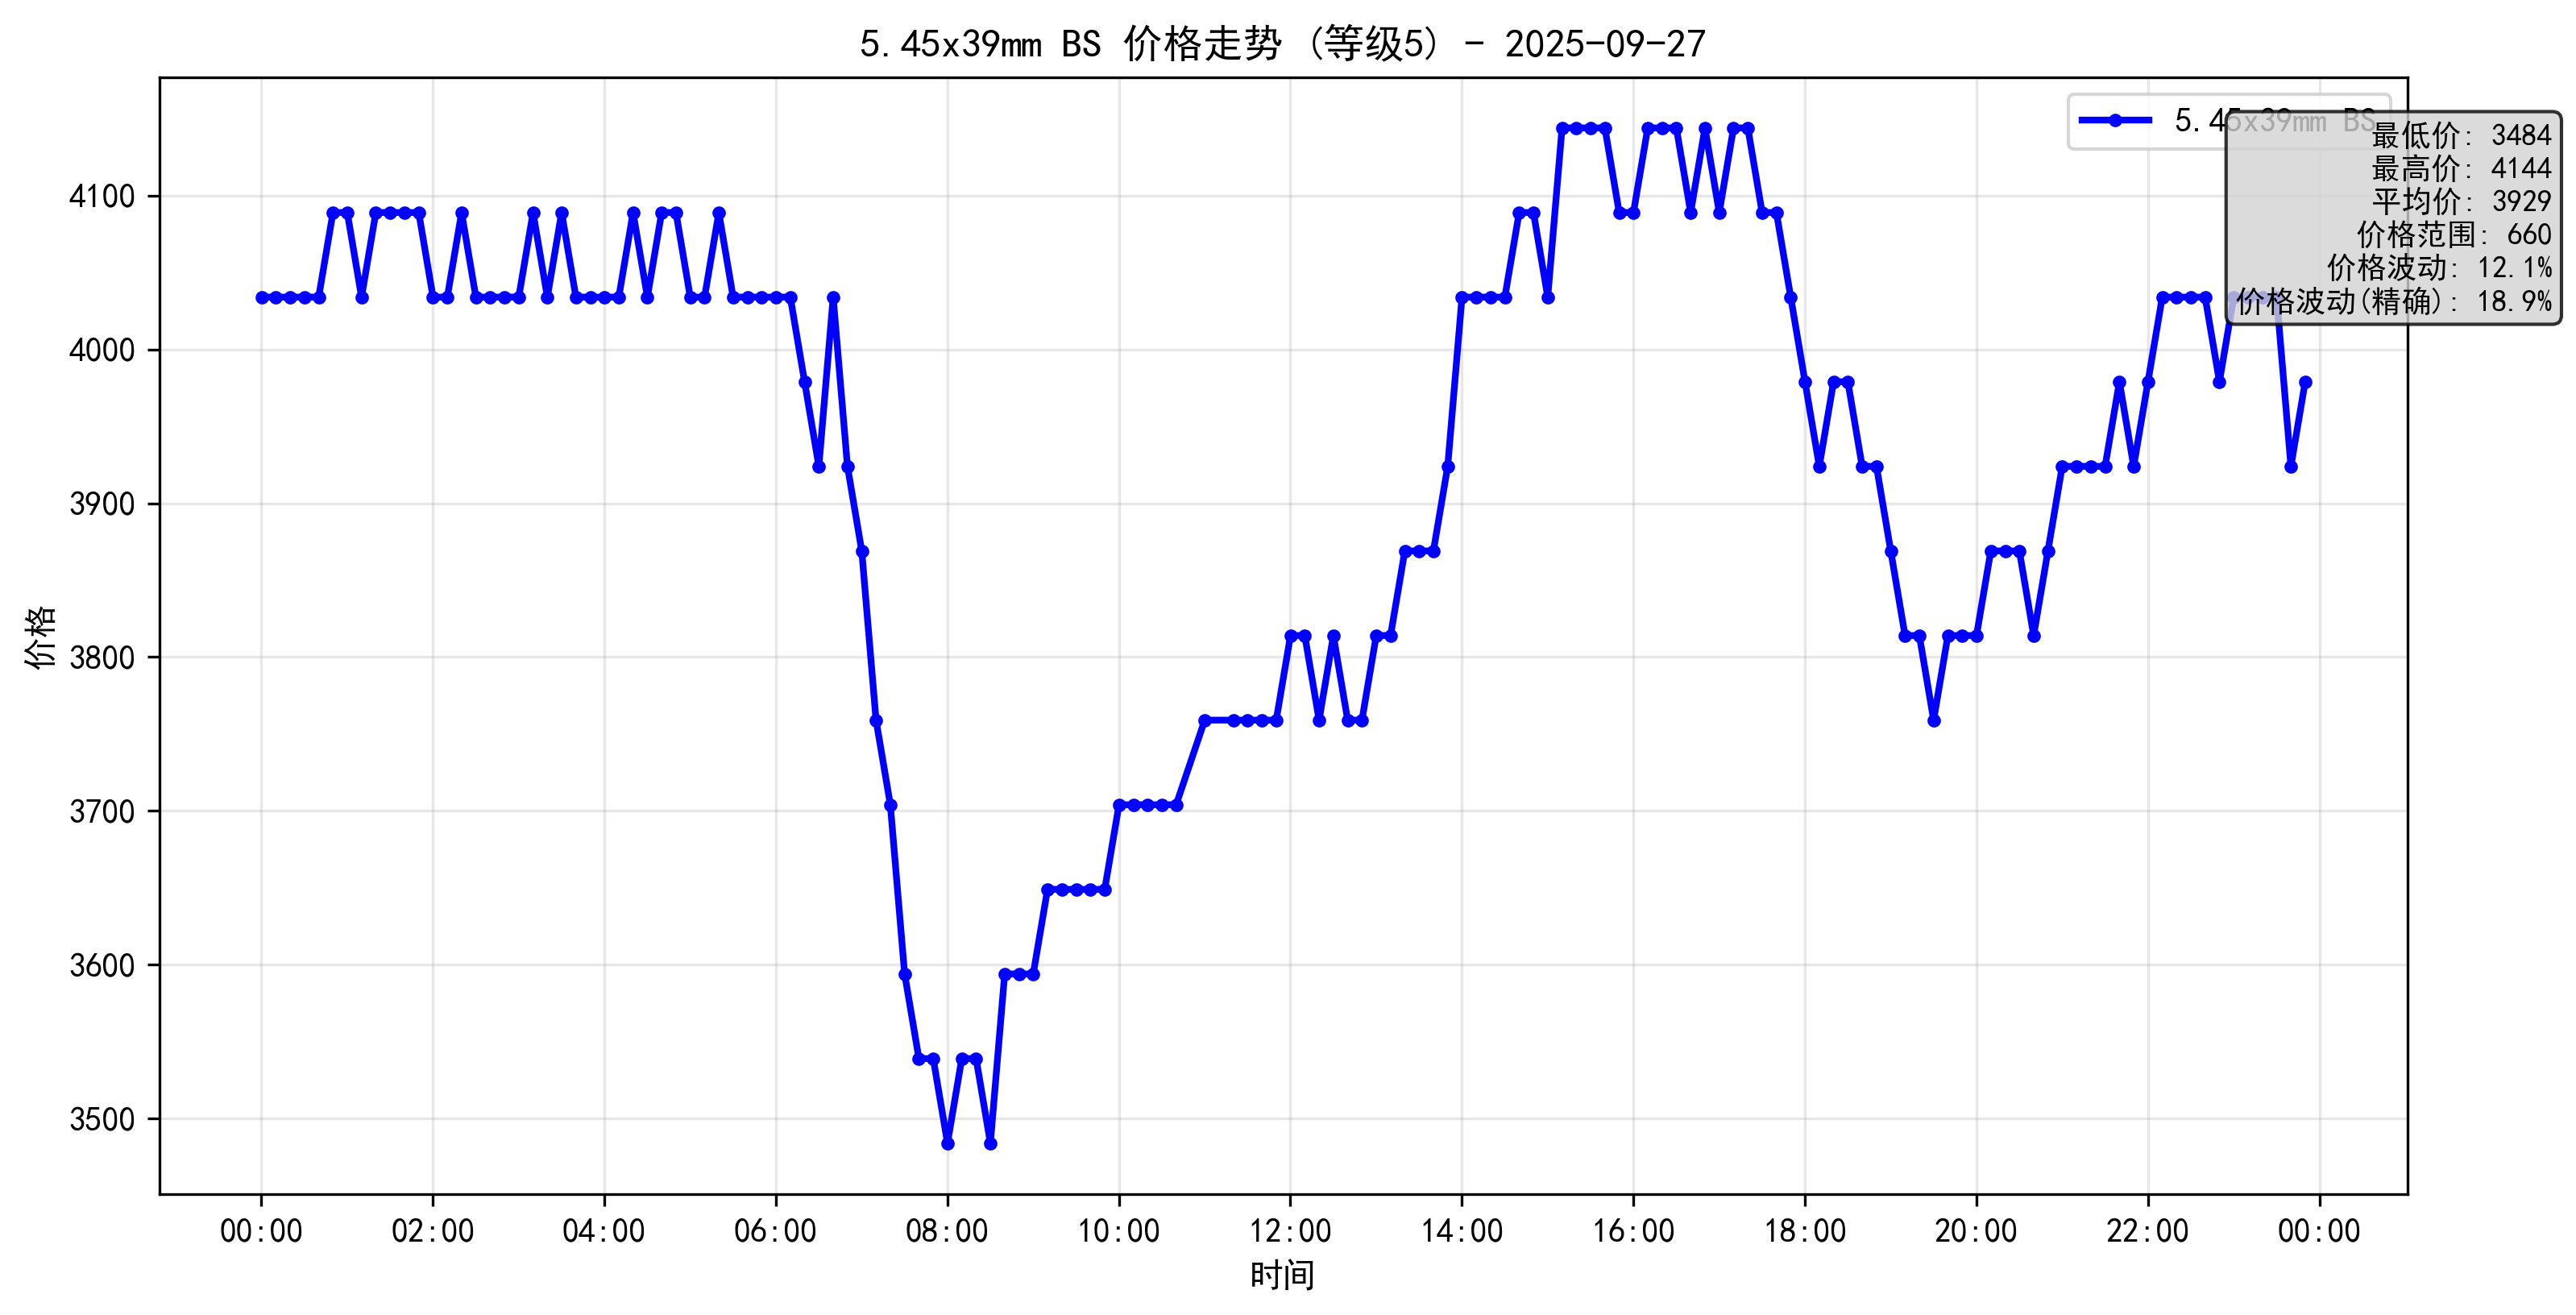 5.45x39mm BS 价格走势 (等级5) - 2025-09-27
5.45x39mm BS
最低价: 3484
最高价: 4144
平均价: 3929
价格范围: 660
价格波动: 12.1%
价格波动(精确): 18.9%
4100
4000
3900
3800
3700
3600
3500
价格
00:00 02:00 04:00 06:00 08:00 10:00 12:00 14:00 16:00 18:00 20:00 22:00 00:00
时间